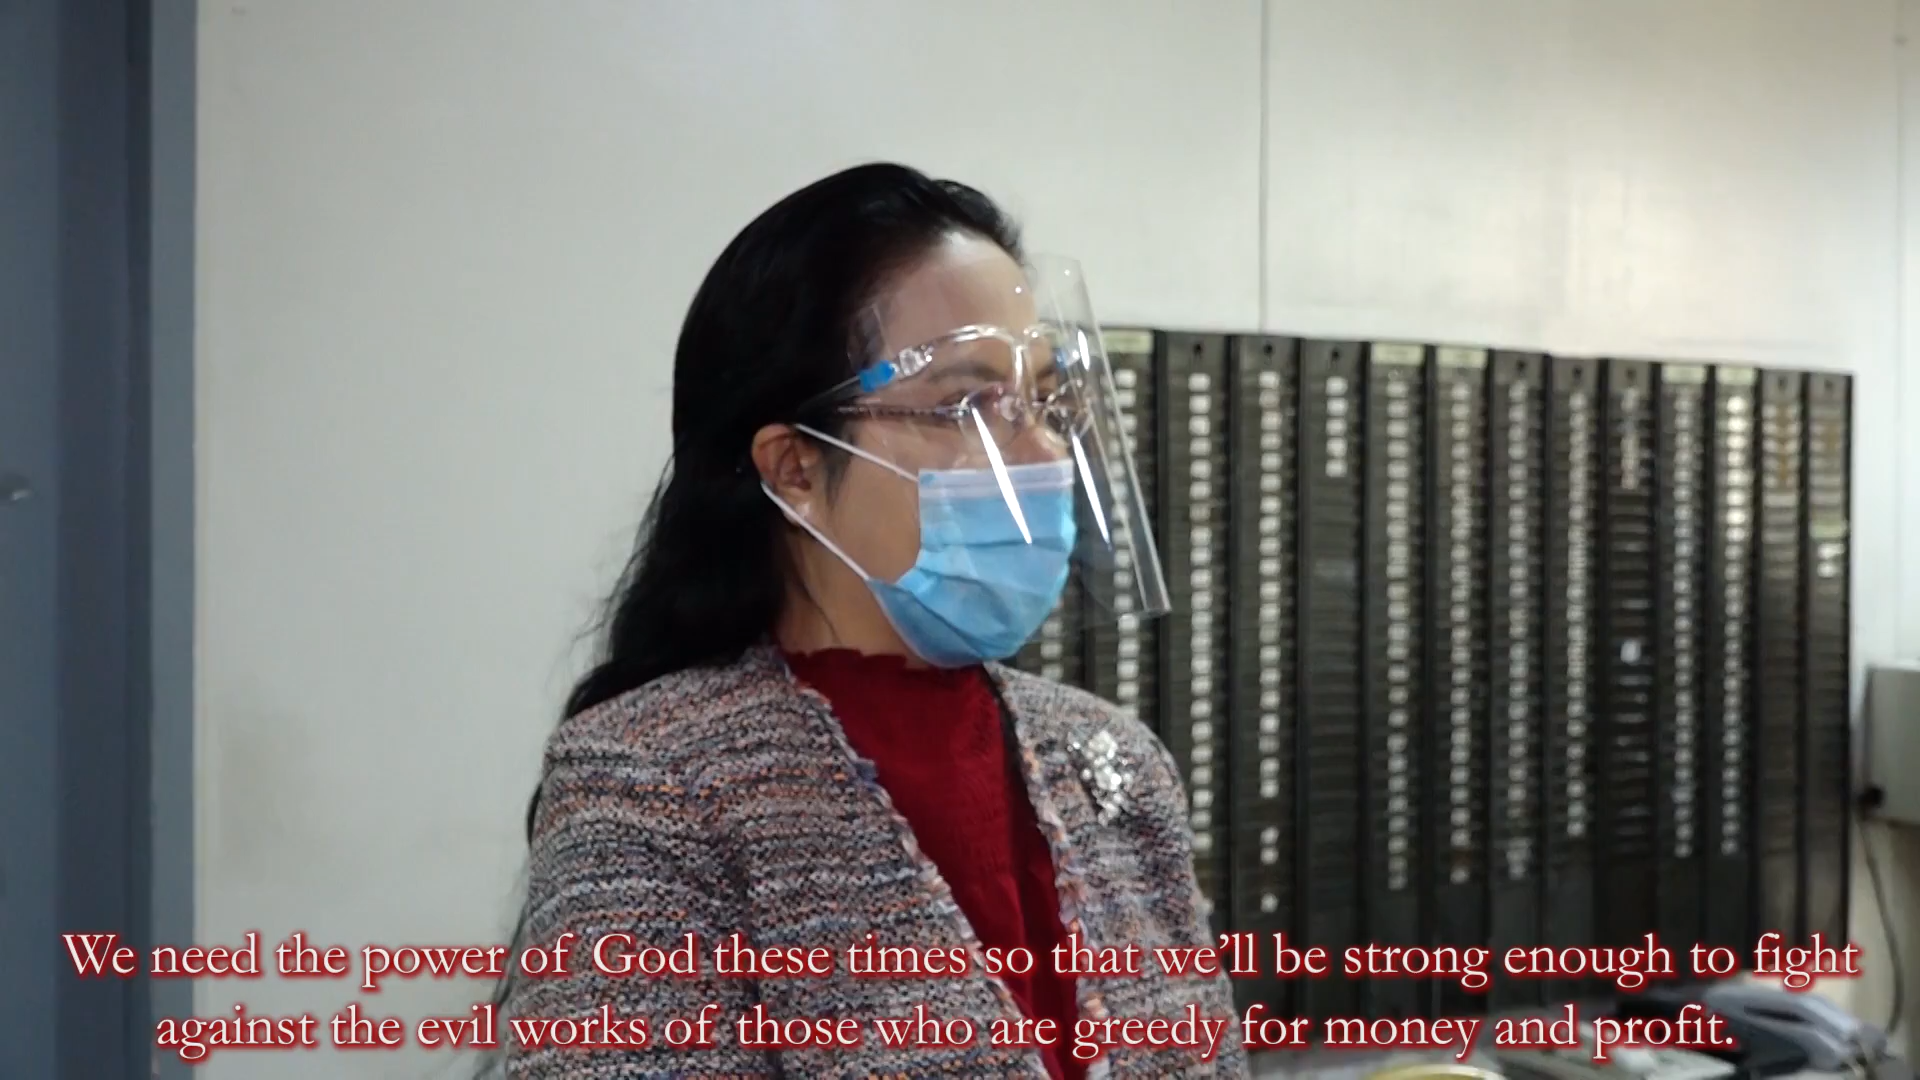 We need the power of God these times so that we'll be strong enough to fight
against the evil works of those who are greedy for money and profit.